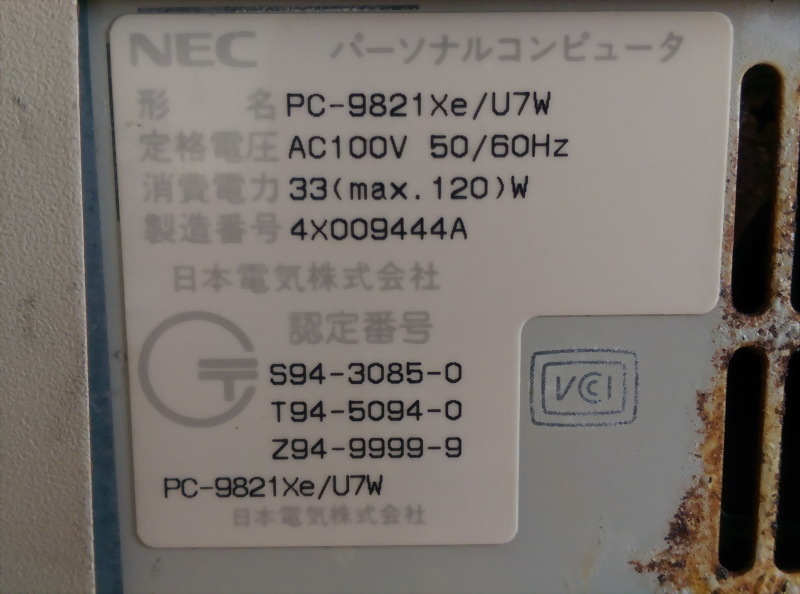 NEC パーソナルコンピュータ
形名 PC-9821Xe/U7W
定格電圧 AC100V 50/60Hz
消費電力 33(max.120)W
製造番号 4X009444A
日本電気株式会社
認定番号
S94-3085-0
T94-5094-0
Z94-9999-9
VCI
PC-9821Xe/U7W
日本電気株式会社